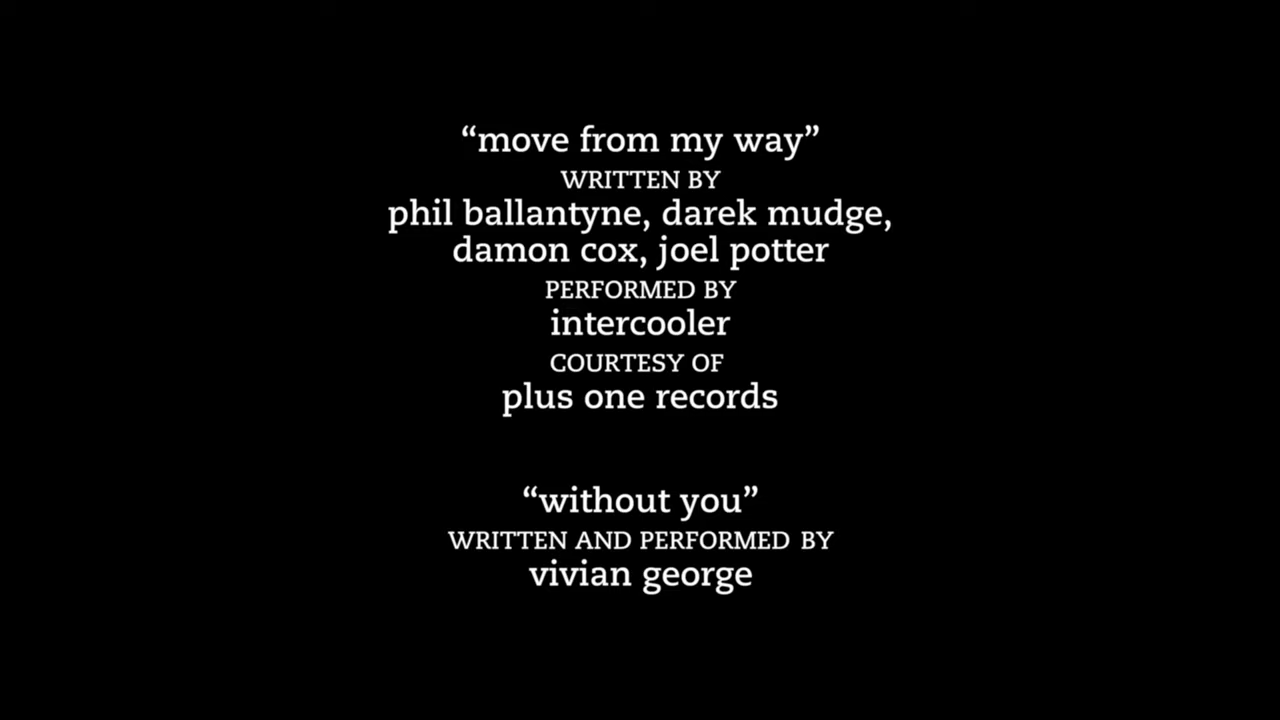 “move from my way”
WRITTEN BY
phil ballantyne, darek mudge,
damon cox, joel potter
PERFORMED BY
intercooler
COURTESY OF
plus one records
“without you”
WRITTEN AND PERFORMED BY
vivian george